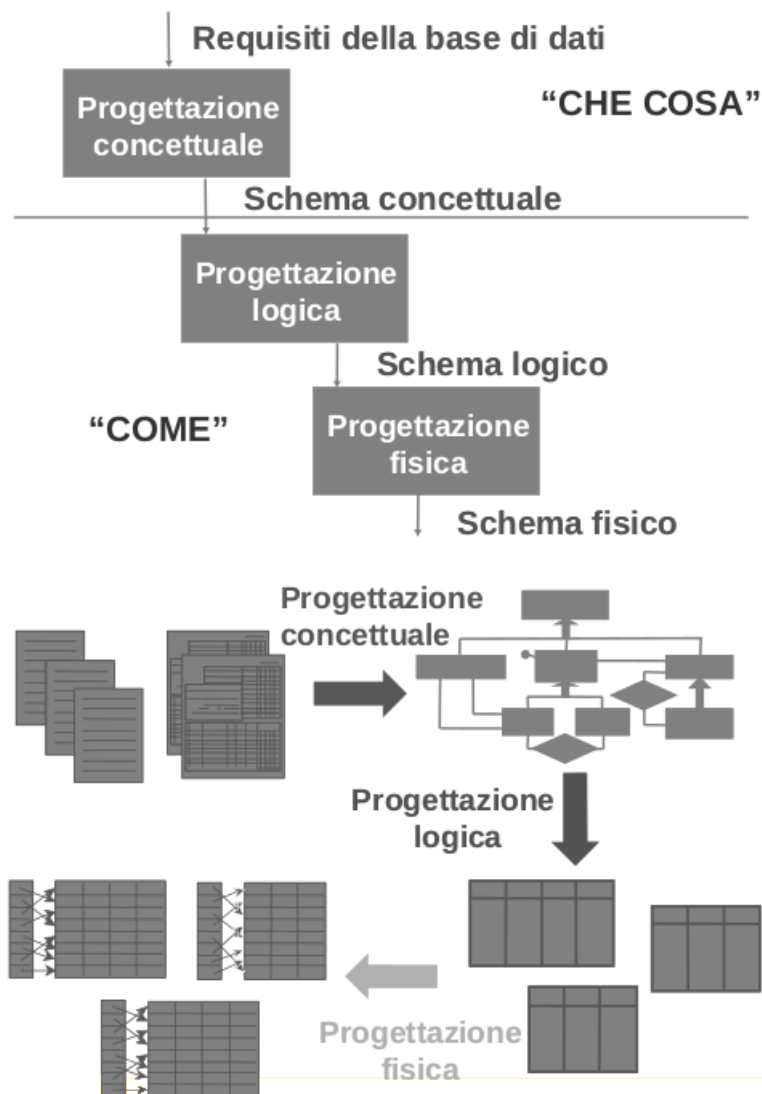 Requisiti della base di dati
Progettazione
concettuale
“CHE COSA”
Schema concettuale
Progettazione
logica
Schema logico
“COME”
Progettazione
fisica
Schema fisico
Progettazione
concettuale
Progettazione
logica
Progettazione
fisica